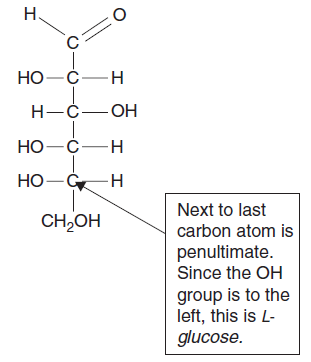 H O
C
HO—C—H
H—C—OH
HO—C—H
HO—C—H
CH₂OH
Next to last
carbon atom is
penultimate.
Since the OH
group is to the
left, this is L-
glucose.